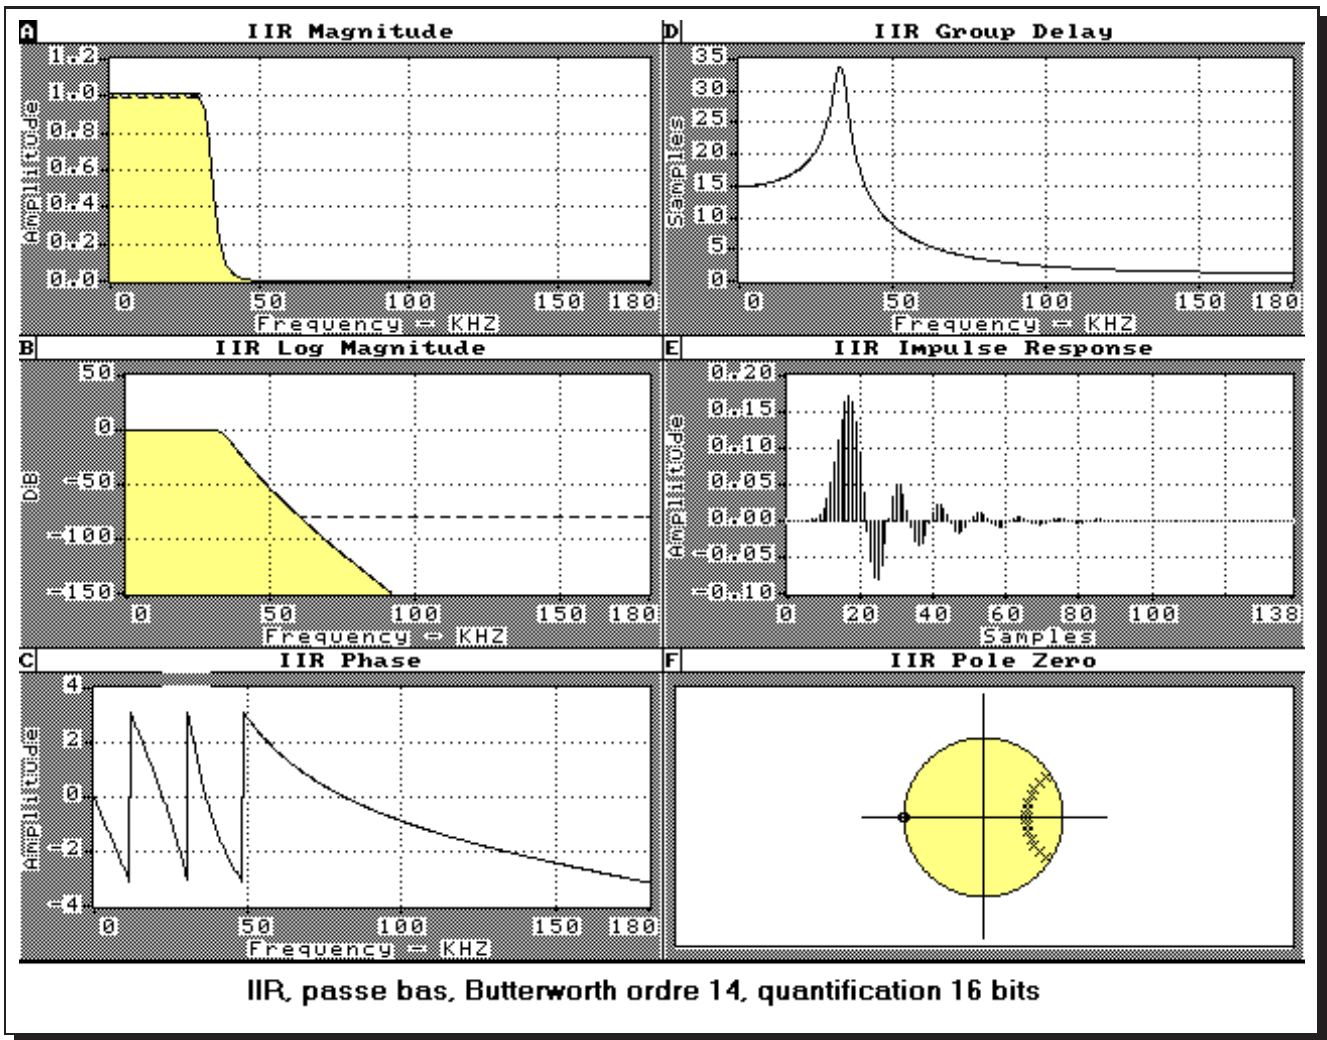 A IIR Magnitude
Amplitude
1.2
1.0
0.8
0.6
0.4
0.2
0.0
0 50 100 150 180
Frequency - KHZ
D IIR Group Delay
Samples
35
30
25
20
15
10
5
0
0 50 100 150 180
Frequency - KHZ
B IIR Log Magnitude
DB
50
0
-50
-100
-150
0 50 100 150 180
Frequency - KHZ
E IIR Impulse Response
Amplitude
0.20
0.15
0.10
0.05
0.00
-0.05
-0.10
0 20 40 60 80 100 138
Samples
C IIR Phase
Amplitude
4
2
0
-2
-4
0 50 100 150 180
Frequency - KHZ
F IIR Pole Zero
IIR, passe bas, Butterworth ordre 14, quantification 16 bits